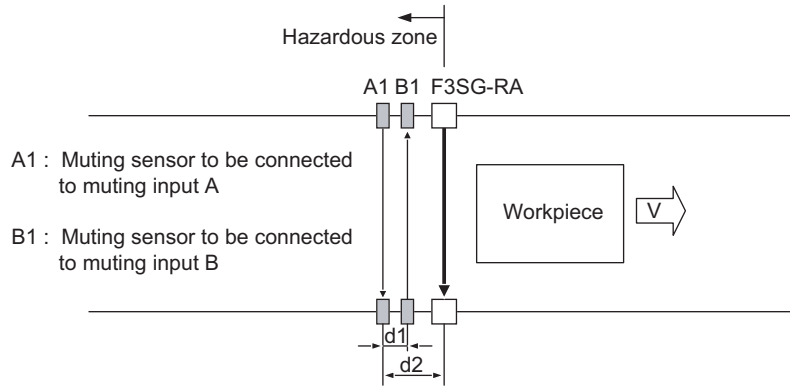 Hazardous zone
A1 B1 F3SG-RA
A1 : Muting sensor to be connected
to muting input A
B1 : Muting sensor to be connected
to muting input B
Workpiece
V
d1
d2